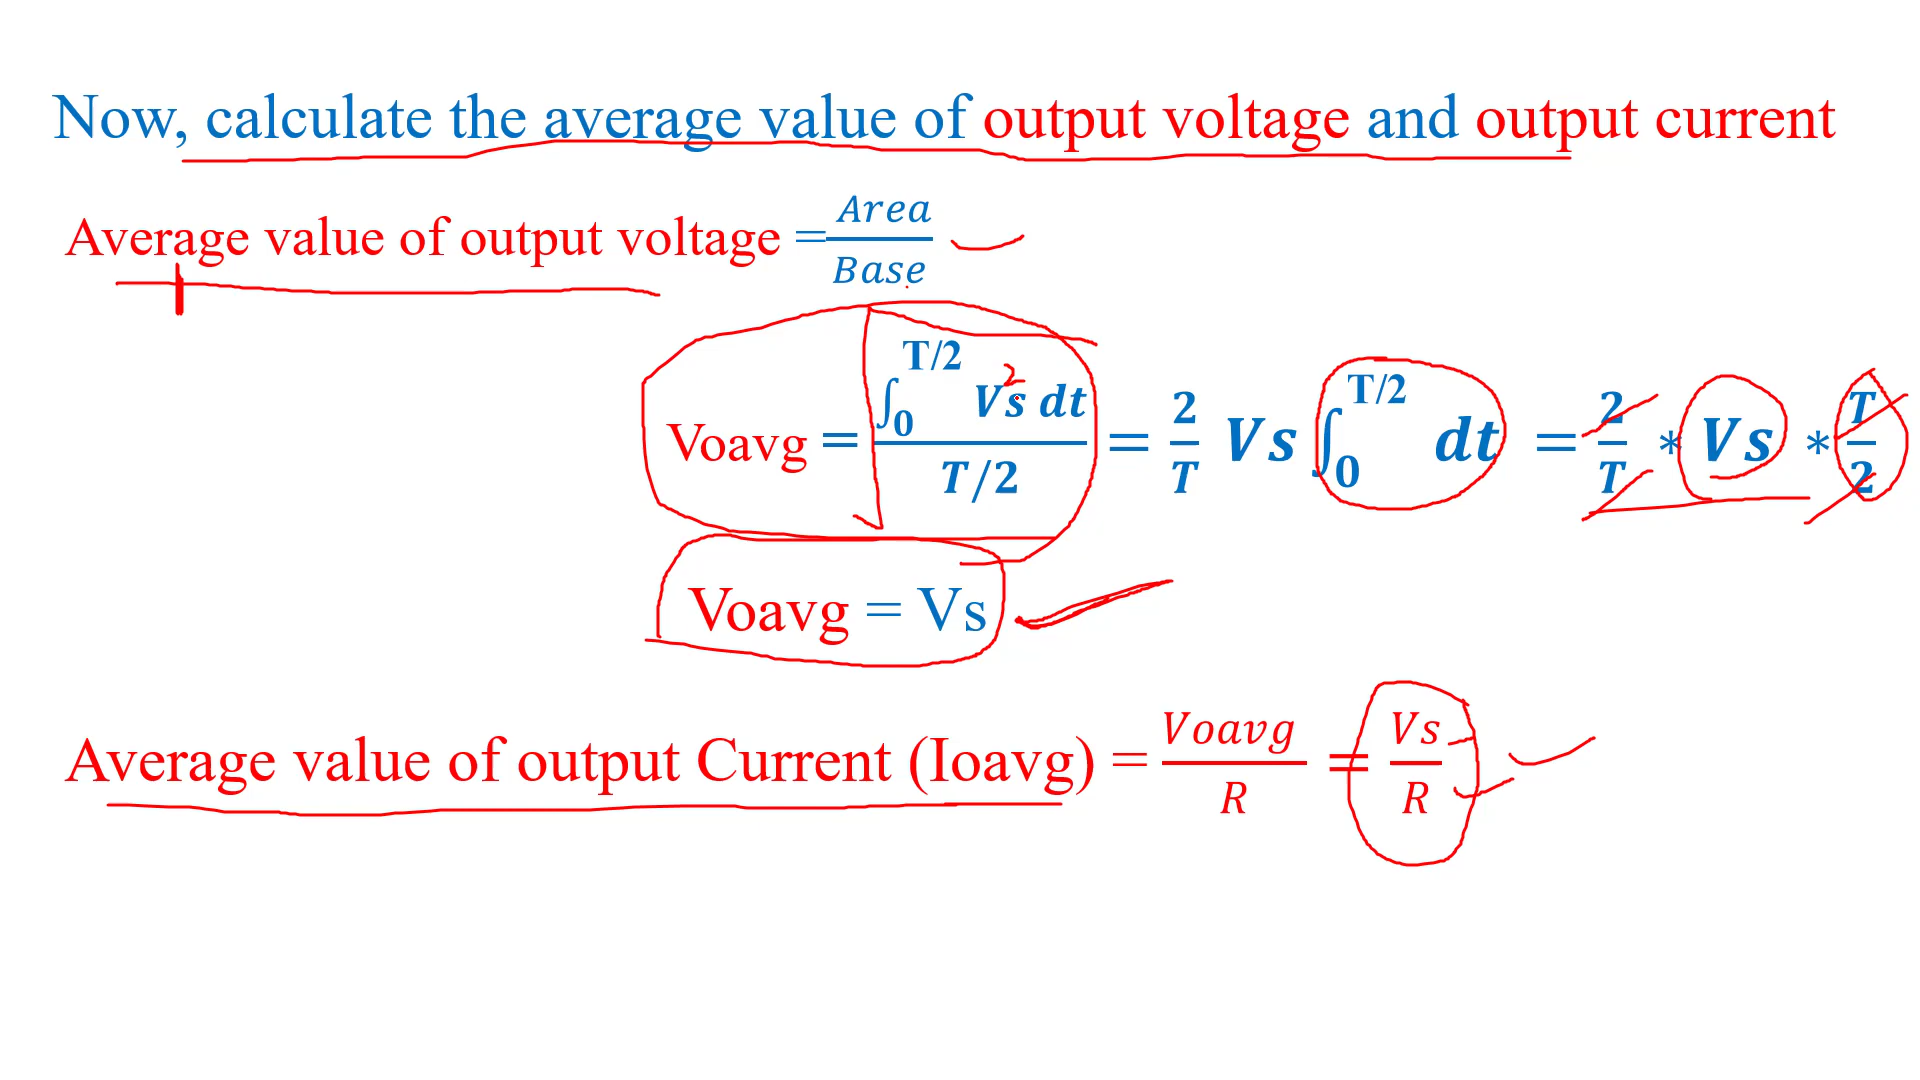 Now, calculate the average value of output voltage and output current
Average value of output voltage = Area / Base
Voavg = ∫₀^T/2 Vs² dt / T/2 = 2/T Vs ∫₀^T/2 dt = 2/T * Vs * T/2
Voavg = Vs
Average value of output Current (Ioavg) = Voavg / R = Vs / R